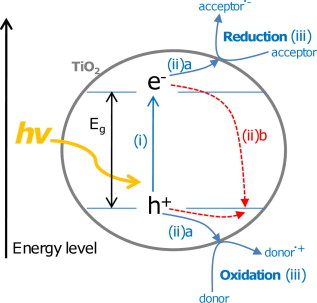 acceptor·-
Reduction (iii)
acceptor
TiO2
e-
(ii)a
Eg
(i)
(ii)b
hv
h+
(ii)a
Energy level
donor·+
Oxidation (iii)
donor